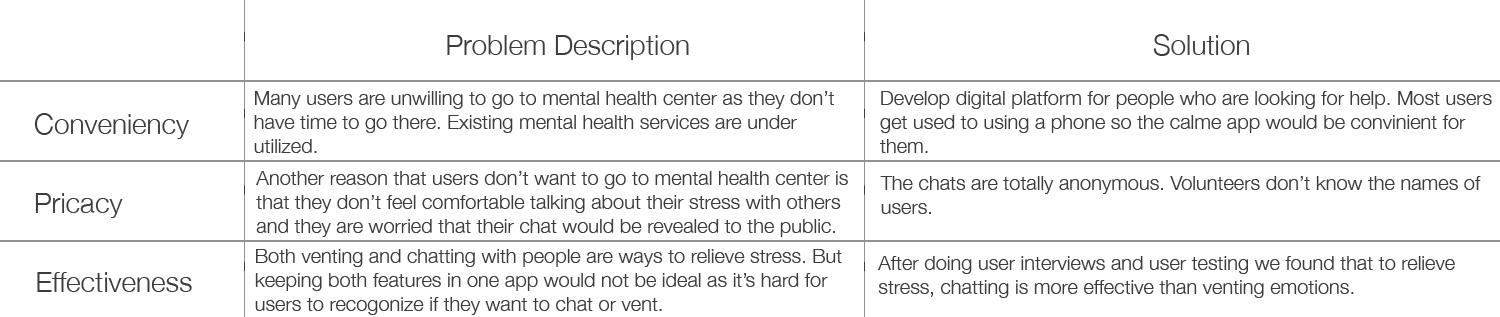 Problem Description
Solution
Conveniency
Many users are unwilling to go to mental health center as they don't
have time to go there. Existing mental health services are under
utilized.
Develop digital platform for people who are looking for help. Most users
get used to using a phone so the calme app would be convinient for
them.
Pricacy
Another reason that users don't want to go to mental health center is
that they don't feel comfortable talking about their stress with others
and they are worried that their chat would be revealed to the public.
The chats are totally anonymous. Volunteers don't know the names of
users.
Effectiveness
Both venting and chatting with people are ways to relieve stress. But
keeping both features in one app would not be ideal as it's hard for
users to recogonize if they want to chat or vent.
After doing user interviews and user testing we found that to relieve
stress, chatting is more effective than venting emotions.